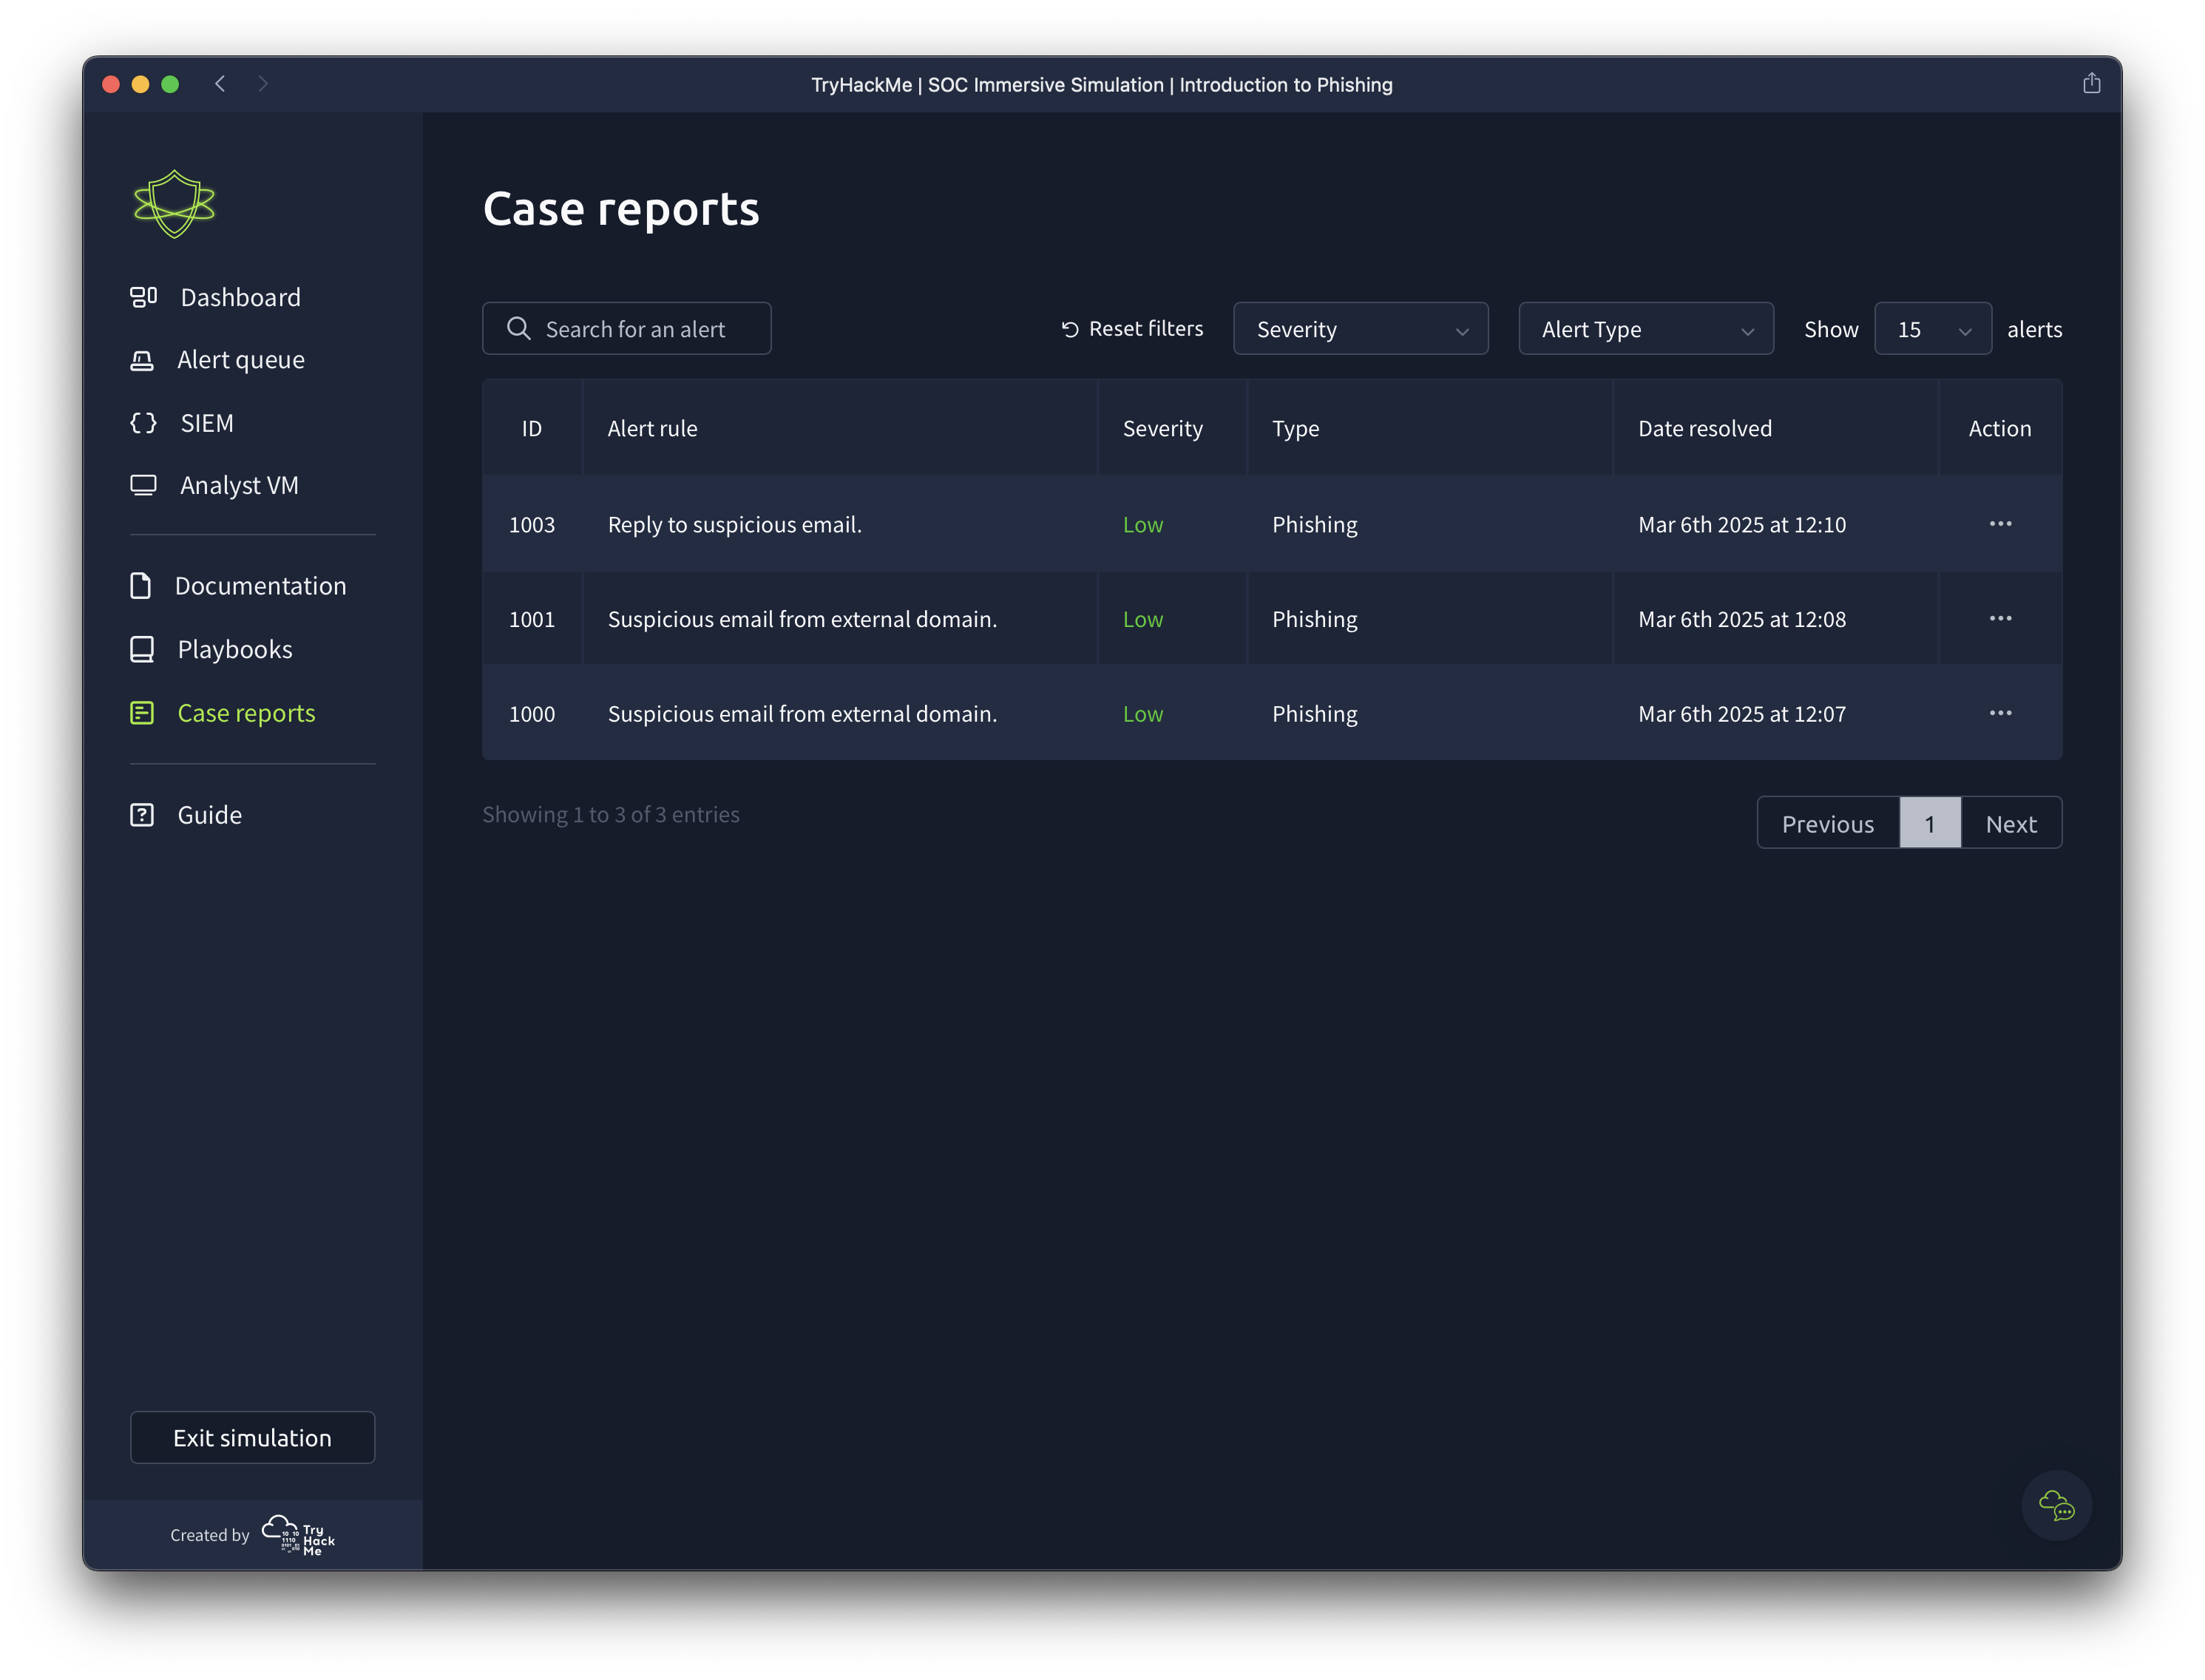 TryHackMe | SOC Immersive Simulation | Introduction to Phishing
Dashboard
Alert queue
SIEM
Analyst VM
Documentation
Playbooks
Case reports
Guide
Exit simulation
Created by
Try
Hack
Me
Case reports
Search for an alert
Reset filters
Severity
Alert Type
Show 15 alerts
ID Alert rule Severity Type Date resolved Action
1003 Reply to suspicious email. Low Phishing Mar 6th 2025 at 12:10
1001 Suspicious email from external domain. Low Phishing Mar 6th 2025 at 12:08
1000 Suspicious email from external domain. Low Phishing Mar 6th 2025 at 12:07
Showing 1 to 3 of 3 entries
Previous 1 Next